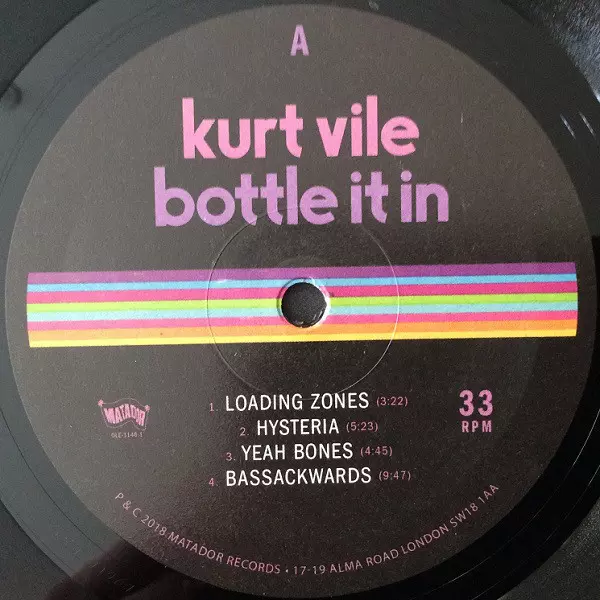 A
kurt vile
bottle it in
1. LOADING ZONES (3:22)
2. HYSTERIA (5:23)
3. YEAH BONES (4:45)
4. BASSACKWARDS (9:47)
33
RPM
MATADOR
OLE-1148-1
P & C 2018 MATADOR RECORDS • 17-19 ALMA ROAD LONDON SW18 1AA